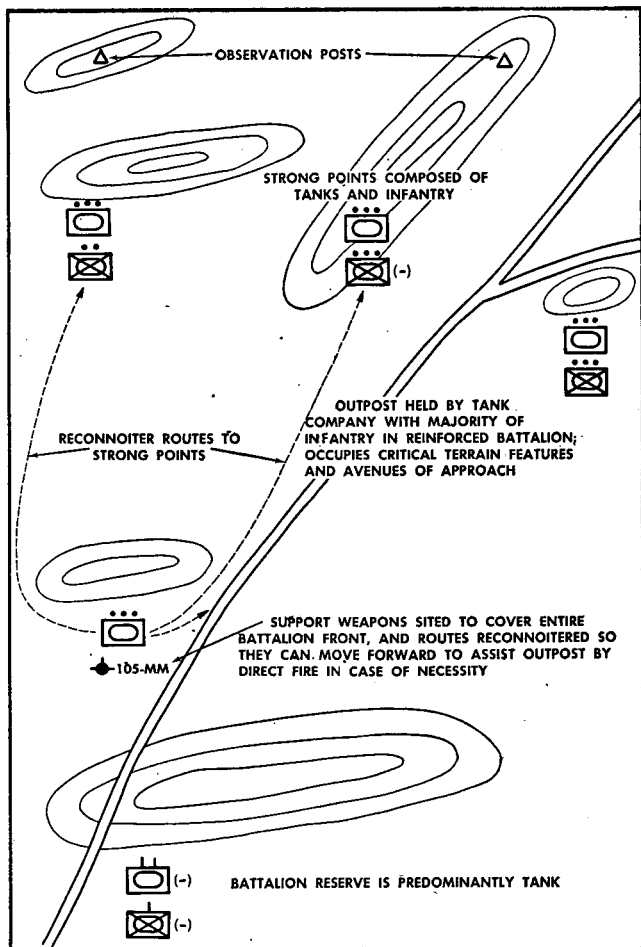 OBSERVATION POSTS
STRONG POINTS COMPOSED OF
TANKS AND INFANTRY
(-)
OUTPOST HELD BY TANK
COMPANY WITH MAJORITY OF
INFANTRY IN REINFORCED BATTALION;
OCCUPIES CRITICAL TERRAIN FEATURES
AND AVENUES OF APPROACH
RECONNOITER ROUTES TO
STRONG POINTS
SUPPORT WEAPONS SITED TO COVER ENTIRE
BATTALION FRONT, AND ROUTES RECONNOITERED SO
THEY CAN MOVE FORWARD TO ASSIST OUTPOST BY
DIRECT FIRE IN CASE OF NECESSITY
105-MM
(-)
BATTALION RESERVE IS PREDOMINANTLY TANK
(-)